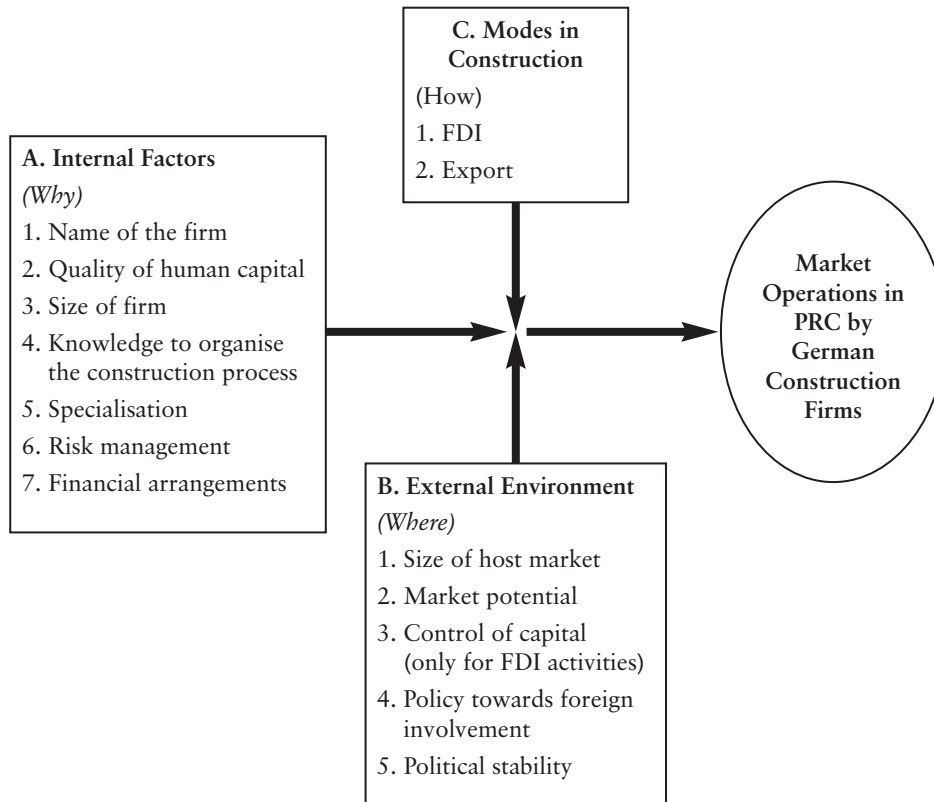 C. Modes in
Construction
(How)
1. FDI
2. Export
A. Internal Factors
(Why)
1. Name of the firm
2. Quality of human capital
3. Size of firm
4. Knowledge to organise
the construction process
5. Specialisation
6. Risk management
7. Financial arrangements
Market
Operations in
PRC by
German
Construction
Firms
B. External Environment
(Where)
1. Size of host market
2. Market potential
3. Control of capital
(only for FDI activities)
4. Policy towards foreign
involvement
5. Political stability